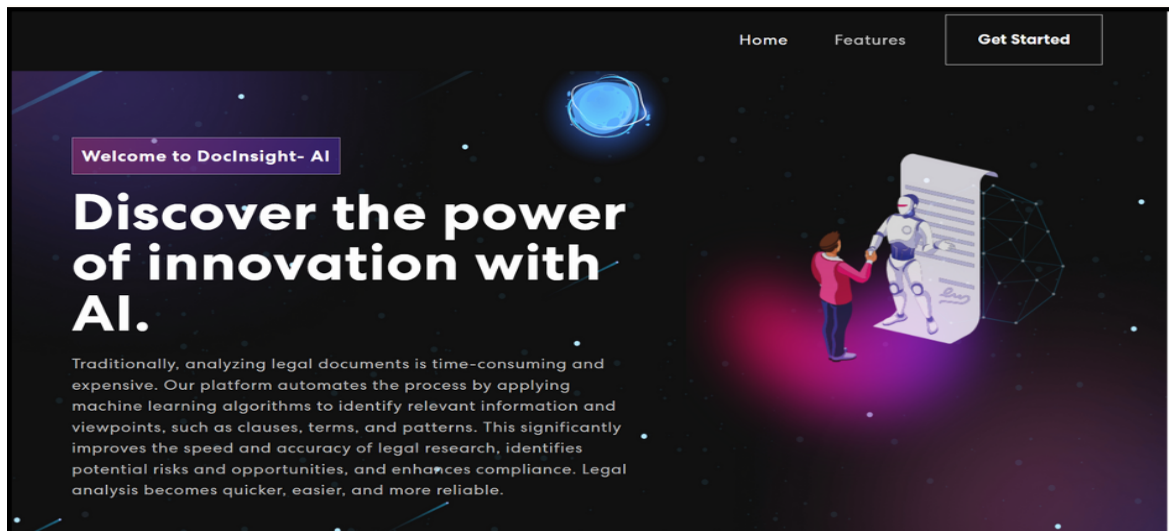 Home Features Get Started
Welcome to DocInsight- AI
Discover the power
of innovation with
AI.
Traditionally, analyzing legal documents is time-consuming and
expensive. Our platform automates the process by applying
machine learning algorithms to identify relevant information and
viewpoints, such as clauses, terms, and patterns. This significantly
improves the speed and accuracy of legal research, identifies
potential risks and opportunities, and enhances compliance. Legal
analysis becomes quicker, easier, and more reliable.